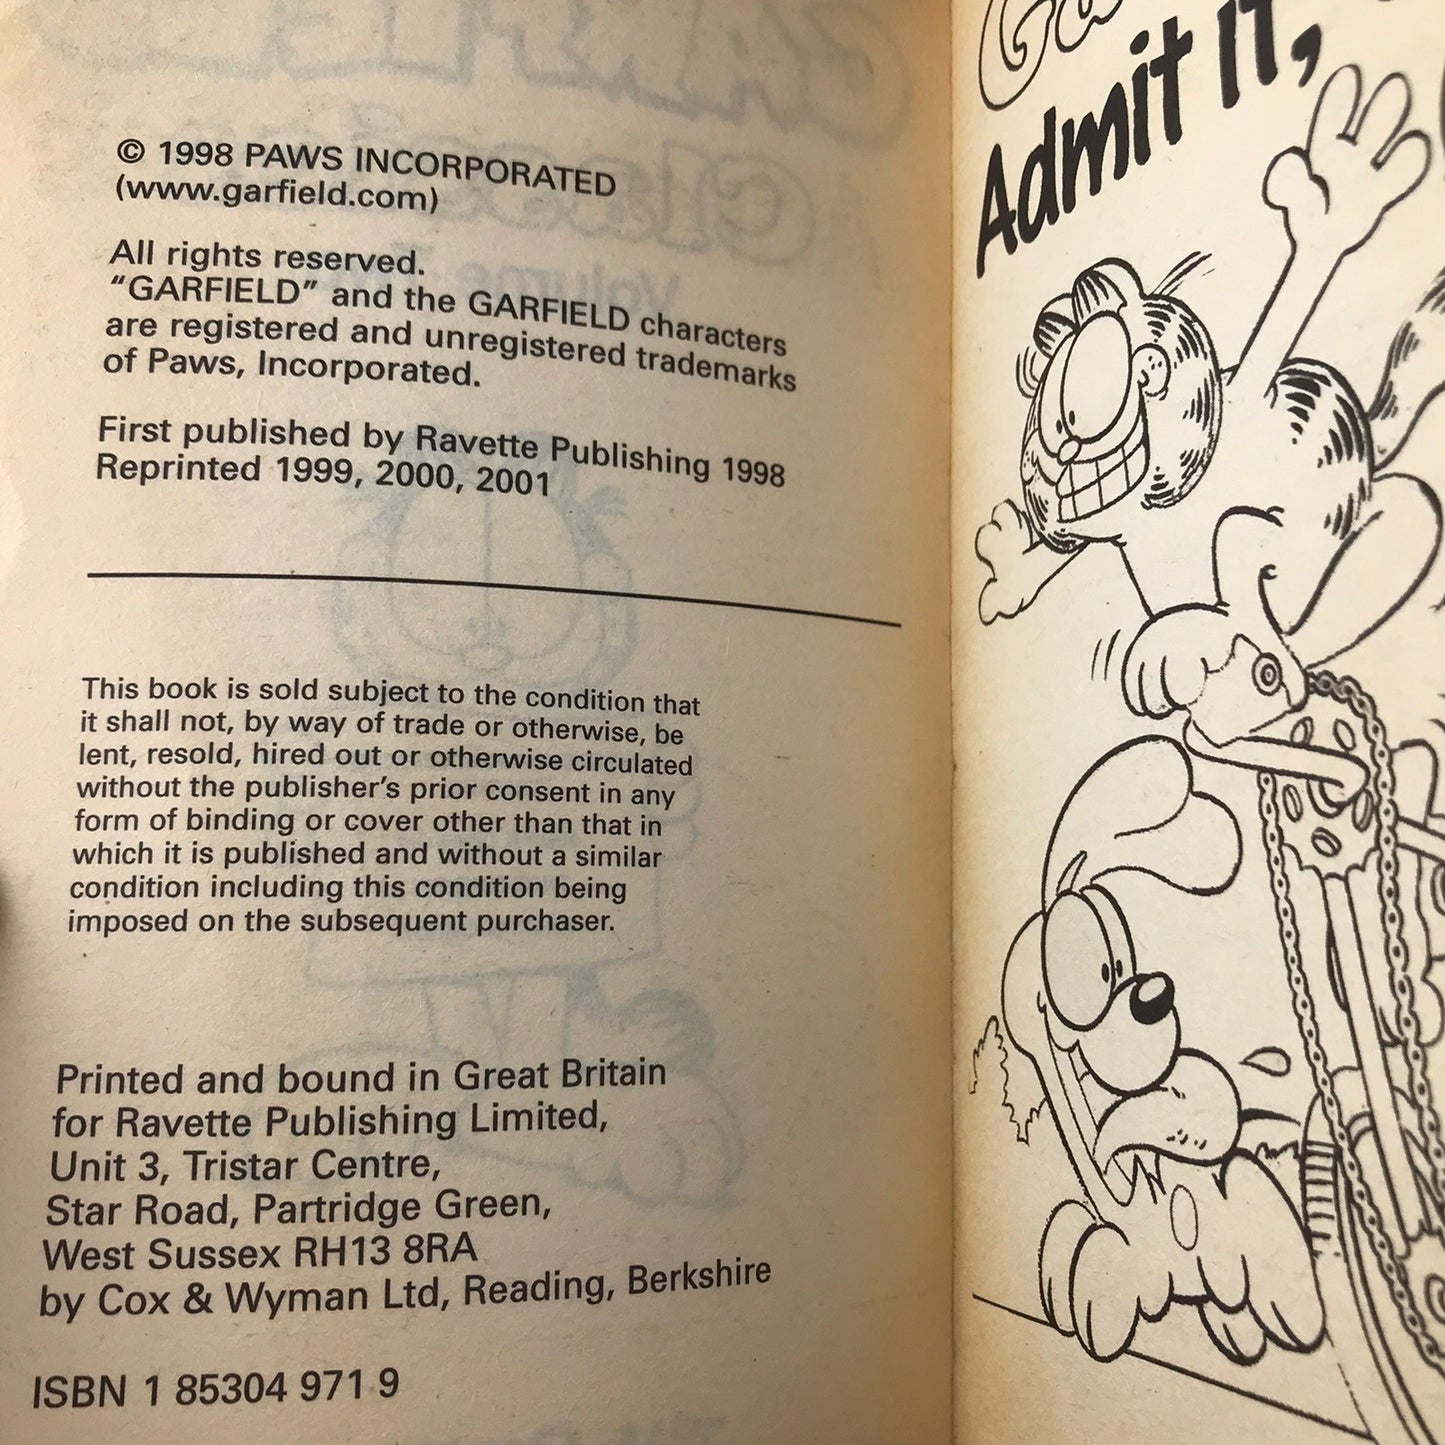 © 1998 PAWS INCORPORATED
(www.garfield.com)
All rights reserved.
“GARFIELD” and the GARFIELD characters
are registered and unregistered trademarks
of Paws, Incorporated.
First published by Ravette Publishing 1998
Reprinted 1999, 2000, 2001
This book is sold subject to the condition that
it shall not, by way of trade or otherwise, be
lent, resold, hired out or otherwise circulated
without the publisher’s prior consent in any
form of binding or cover other than that in
which it is published and without a similar
condition including this condition being
imposed on the subsequent purchaser.
Printed and bound in Great Britain
for Ravette Publishing Limited,
Unit 3, Tristar Centre,
Star Road, Partridge Green,
West Sussex RH13 8RA
by Cox & Wyman Ltd, Reading, Berkshire
ISBN 1 85304 971 9
Admit It,